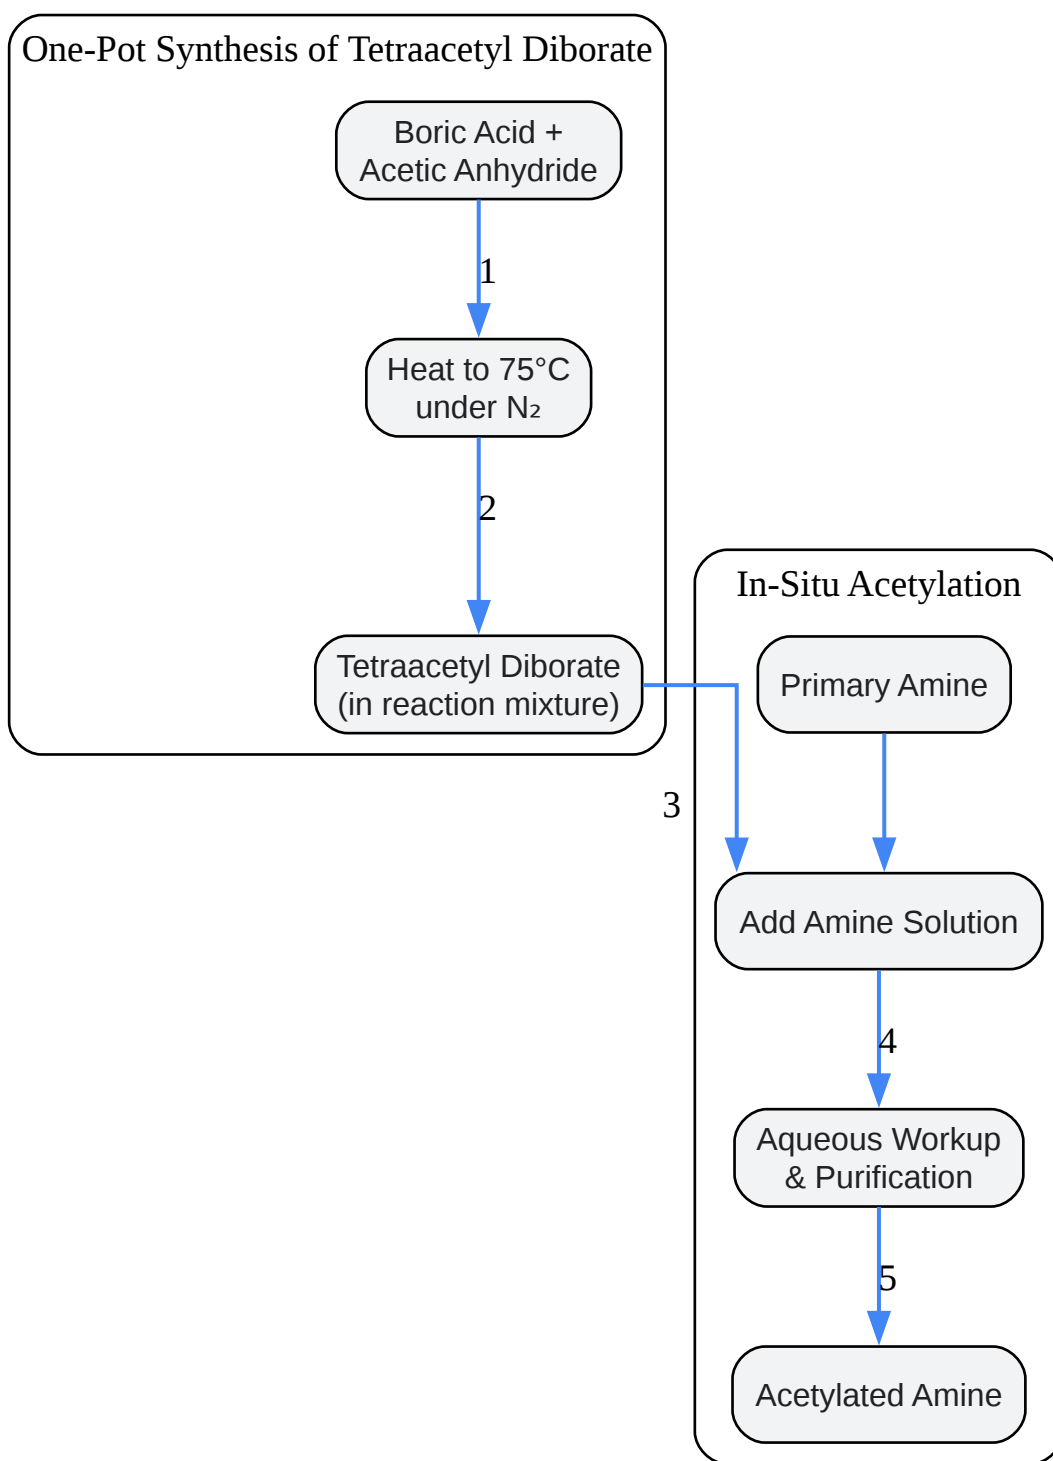 One-Pot Synthesis of Tetraacetyl Diborate
Boric Acid +
Acetic Anhydride
1
Heat to 75°C
under N₂
2
Tetraacetyl Diborate
(in reaction mixture)
3
In-Situ Acetylation
Primary Amine
Add Amine Solution
4
Aqueous Workup
& Purification
5
Acetylated Amine